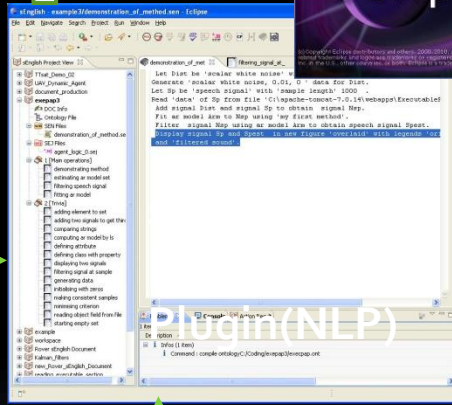 sEnglish - example3/demonstration_of_method.sen - Eclipse
File Edit Navigate Search Project Run Window Help
sEnglish Project View
TTsat_Demo_02
UAV_Dynamic_Agent
document_production
exepap3
DOC Info
Ontology File
SEN Files
demonstration_of_method.se
SEJ Files
agent_logic_0.sej
1 [Main operations]
demonstrating method
estimating ar model set
filtering speech signal
fitting ar model
2 [Trivia]
adding element to set
adding two signals to get thir
comparing strings
computing ar model by ls
defining attribute
defining class with property
displaying two signals
filtering signal at sample
generating data
initialising with zeros
making consistent samples
minimising criterion
reading object field from file
starting empty set
example
workspace
Rover sEnglish Document
Kalman_filters
new_Rover_sEnglish_Document
reading_executable_section
demonstration_of_met
filtering_signal_at_
Let Dist be 'scalar white noise' w
Generate 'scalar white noise, 0.01, 0 ' data for Dist.
Let Sp be 'speech signal' with 'sample length' 1000 .
Read 'data' of Sp from file 'C:\apache-tomcat-7.0.14\webapps\Executable
Add signal Dist and signal Sp to obtain signal Nsp.
Fit ar model Arm to Nsp using 'my first method'.
Filter signal Nsp using ar model Arm to obtain speech signal Spest.
Display signal Sp and Spest in new figure 'overlaid' with legends 'ori
and 'filtered sound'.
Console
Plugin(NLP)
Infos (1 item)
Command : compile ontologyC:/Coding/exepap3/execpap.ont